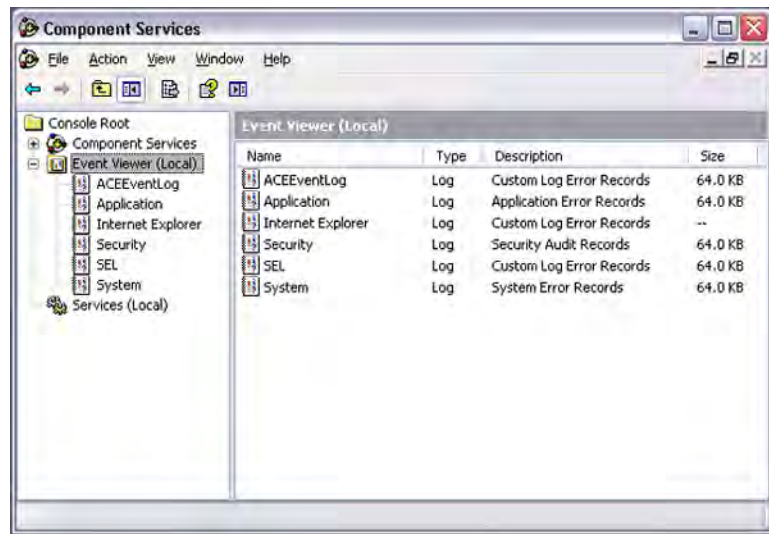 Component Services
File Action View Window Help
Console Root
Component Services
Event Viewer (Local)
ACEEventLog
Application
Internet Explorer
Security
SEL
System
Services (Local)
Event Viewer (Local)
Name Type Description Size
ACEEventLog Log Custom Log Error Records 64.0 KB
Application Log Application Error Records 64.0 KB
Internet Explorer Log Custom Log Error Records --
Security Log Security Audit Records 64.0 KB
SEL Log Custom Log Error Records 64.0 KB
System Log System Error Records 64.0 KB